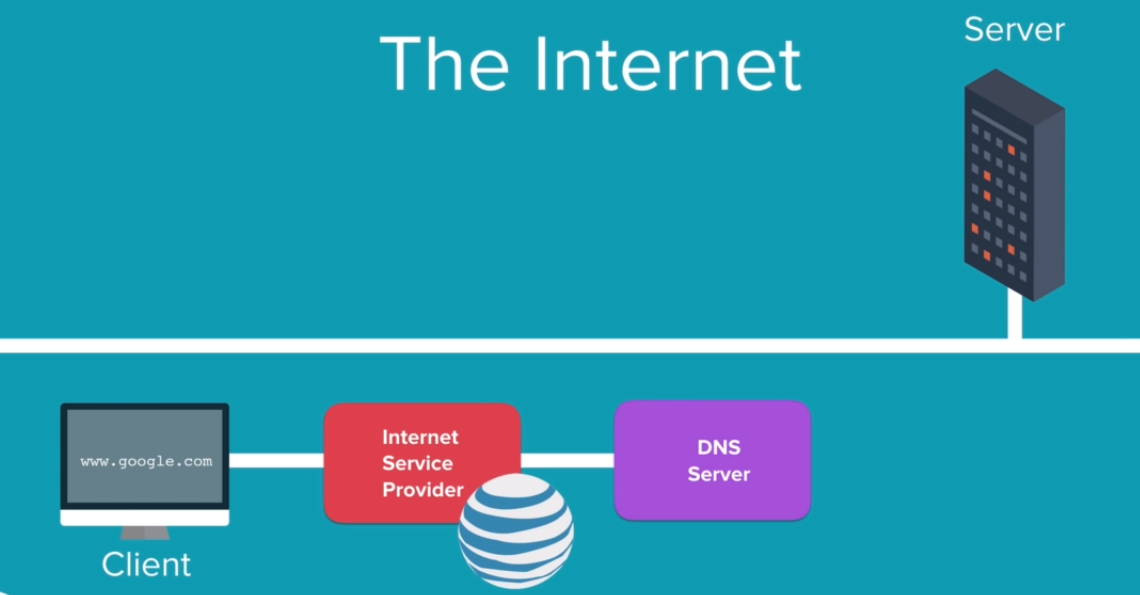 The Internet
Server
www.google.com
Internet
Service
Provider
DNS
Server
Client